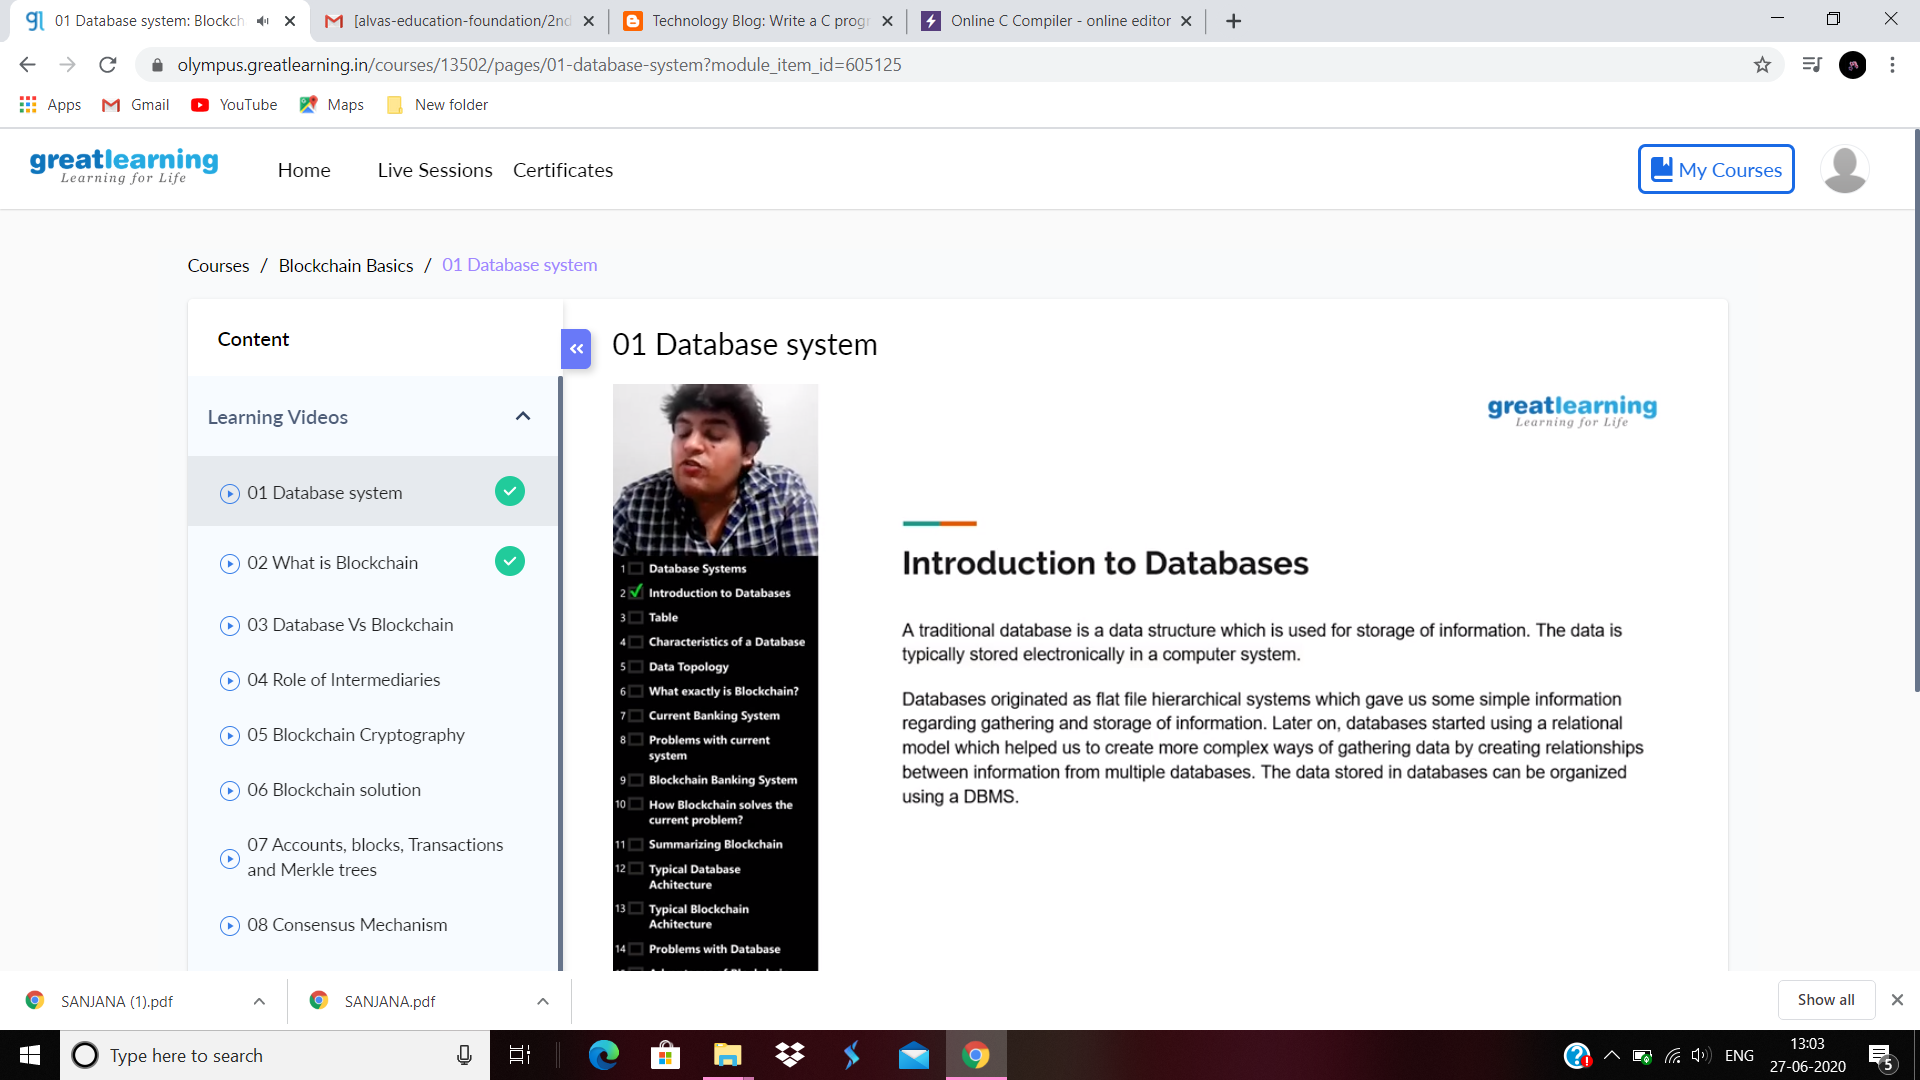 01 Database system: Blockch
[alvas-education-foundation/2nd
Technology Blog: Write a C progr
Online C Compiler - online editor
olympus.greatlearning.in/courses/13502/pages/01-database-system?module_item_id=605125
Apps
Gmail
YouTube
Maps
New folder
greatlearning
Learning for Life
Home
Live Sessions
Certificates
My Courses
Courses / Blockchain Basics / 01 Database system
Content
Learning Videos
01 Database system
02 What is Blockchain
03 Database Vs Blockchain
04 Role of Intermediaries
05 Blockchain Cryptography
06 Blockchain solution
07 Accounts, blocks, Transactions
and Merkle trees
08 Consensus Mechanism
01 Database system
1 Database Systems
2 Introduction to Databases
3 Table
4 Characteristics of a Database
5 Data Topology
6 What exactly is Blockchain?
7 Current Banking System
8 Problems with current
system
9 Blockchain Banking System
10 How Blockchain solves the
current problem?
11 Summarizing Blockchain
12 Typical Database
Achitecture
13 Typical Blockchain
Achitecture
14 Problems with Database
greatlearning
Learning for Life
Introduction to Databases
A traditional database is a data structure which is used for storage of information. The data is
typically stored electronically in a computer system.
Databases originated as flat file hierarchical systems which gave us some simple information
regarding gathering and storage of information. Later on, databases started using a relational
model which helped us to create more complex ways of gathering data by creating relationships
between information from multiple databases. The data stored in databases can be organized
using a DBMS.
SANJANA (1).pdf
SANJANA.pdf
Show all
Type here to search
ENG
13:03
27-06-2020
5